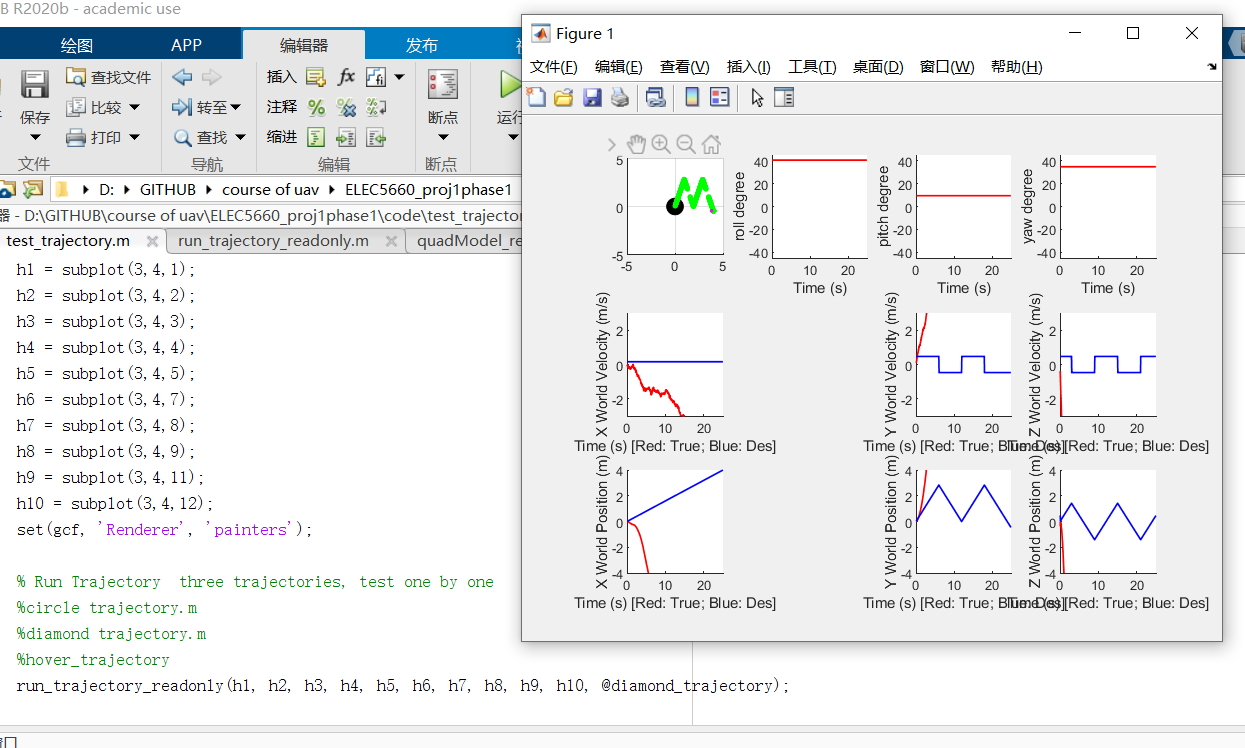 B R2020b - academic use
绘图 APP 编辑器 发布
保存
查找文件
比较
打印
文件
转至
查找
导航
插入 fx
注释
缩进
编辑
断点
断点
运行
D: GITHUB course of uav ELEC5660_proj1phase1
器 - D:\GITHUB\course of uav\ELEC5660_proj1phase1\code\test_trajecto
test_trajectory.m run_trajectory_readonly.m quadModel_re
h1 = subplot(3,4,1);
h2 = subplot(3,4,2);
h3 = subplot(3,4,3);
h4 = subplot(3,4,4);
h5 = subplot(3,4,5);
h6 = subplot(3,4,7);
h7 = subplot(3,4,8);
h8 = subplot(3,4,9);
h9 = subplot(3,4,11);
h10 = subplot(3,4,12);
set(gcf, 'Renderer', 'painters');
% Run Trajectory  three trajectories, test one by one
%circle trajectory.m
%diamond trajectory.m
%hover_trajectory
run_trajectory_readonly(h1, h2, h3, h4, h5, h6, h7, h8, h9, h10, @diamond_trajectory);
Figure 1
文件(F) 编辑(E) 查看(V) 插入(I) 工具(T) 桌面(D) 窗口(W) 帮助(H)
5
0
-5
-5 0 5
roll degree
40
20
0
-20
-40
0 10 20
Time (s)
pitch degree
40
20
0
-20
-40
0 10 20
Time (s)
yaw degree
40
20
0
-20
-40
0 10 20
Time (s)
X World Velocity (m/s)
2
0
-2
0 10 20
Time (s) [Red: True; Blue: Des]
Y World Velocity (m/s)
2
0
-2
0 10 20
Time (s) [Red: True; Blue: Des]
Z World Velocity (m/s)
2
0
-2
0 10 20
Time (s) [Red: True; Blue: Des]
X World Position (m)
4
2
0
-2
-4
0 10 20
Time (s) [Red: True; Blue: Des]
Y World Position (m)
4
2
0
-2
-4
0 10 20
Time (s) [Red: True; Blue: Des]
Z World Position (m)
4
2
0
-2
-4
0 10 20
Time (s) [Red: True; Blue: Des]